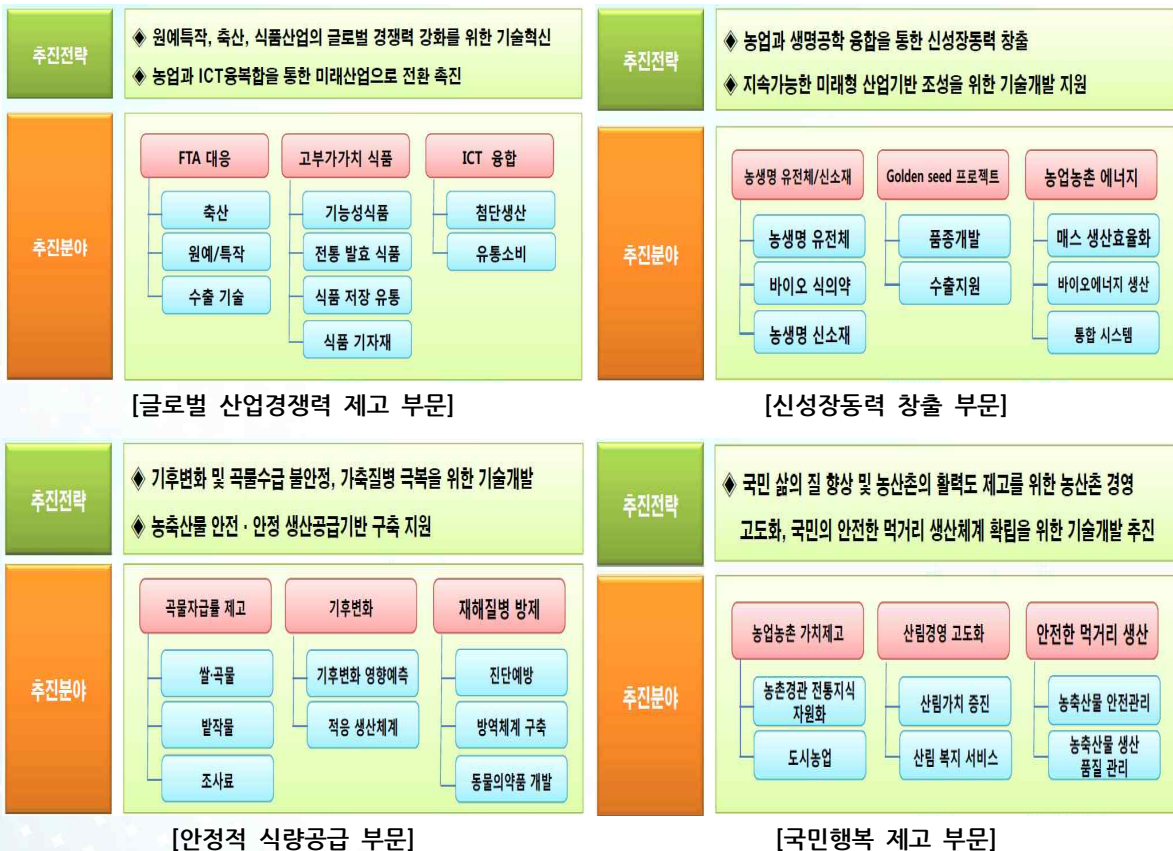 추진전략
◈ 원예특작, 축산, 식품산업의 글로벌 경쟁력 강화를 위한 기술혁신
◈ 농업과 ICT융복합을 통한 미래산업으로 전환 촉진
추진분야
FTA 대응
축산
원예/특작
수출 기술
고부가가치 식품
기능성식품
전통 발효 식품
식품 저장 유통
식품 기자재
ICT 융합
첨단생산
유통소비
[글로벌 산업경쟁력 제고 부문]
추진전략
◈ 농업과 생명공학 융합을 통한 신성장동력 창출
◈ 지속가능한 미래형 산업기반 조성을 위한 기술개발 지원
추진분야
농생명 유전체/신소재
농생명 유전체
바이오 식의약
농생명 신소재
Golden seed 프로젝트
품종개발
수출지원
농업농촌 에너지
매스 생산효율화
바이오에너지 생산
통합 시스템
[신성장동력 창출 부문]
추진전략
◈ 기후변화 및 곡물수급 불안정, 가축질병 극복을 위한 기술개발
◈ 농축산물 안전·안정 생산공급기반 구축 지원
추진분야
곡물자급률 제고
쌀·곡물
밭작물
조사료
기후변화
기후변화 영향예측
적응 생산체계
재해질병 방제
진단예방
방역체계 구축
동물의약품 개발
[안정적 식량공급 부문]
추진전략
◈ 국민 삶의 질 향상 및 농산촌의 활력도 제고를 위한 농산촌 경영
고도화, 국민의 안전한 먹거리 생산체계 확립을 위한 기술개발 추진
추진분야
농업농촌 가치제고
농촌경관 전통지식
자원화
도시농업
산림경영 고도화
산림가치 증진
산림 복지 서비스
안전한 먹거리 생산
농축산물 안전관리
농축산물 생산
품질 관리
[국민행복 제고 부문]